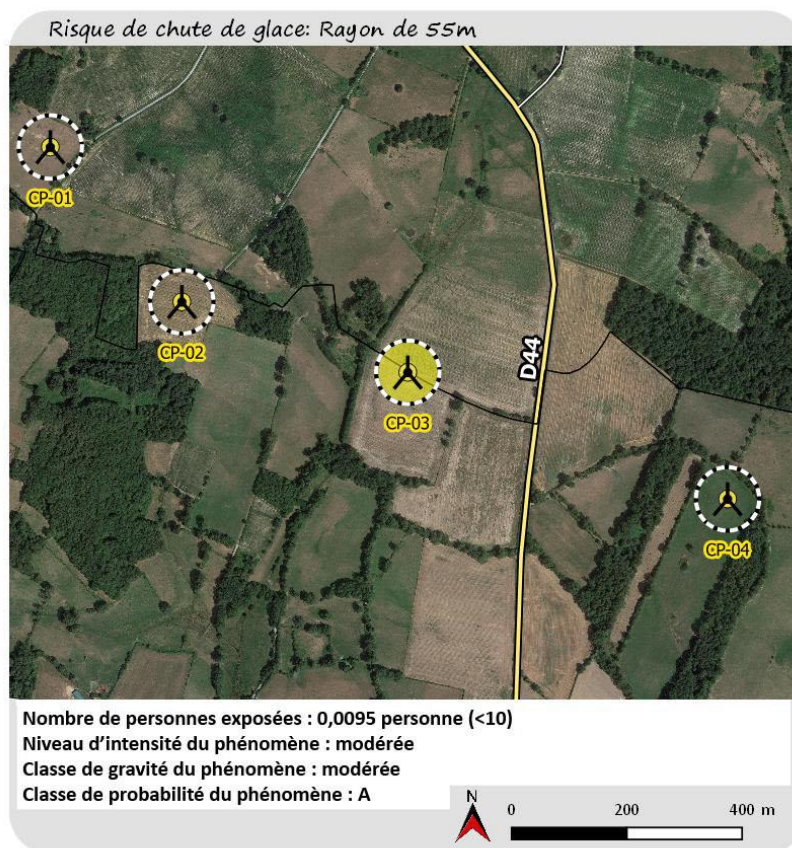 Risque de chute de glace: Rayon de 55m
CP-01
CP-02
D44
CP-03
CP-04
Nombre de personnes exposées : 0,0095 personne (<10)
Niveau d’intensité du phénomène : modérée
Classe de gravité du phénomène : modérée
Classe de probabilité du phénomène : A
N
0 200 400 m